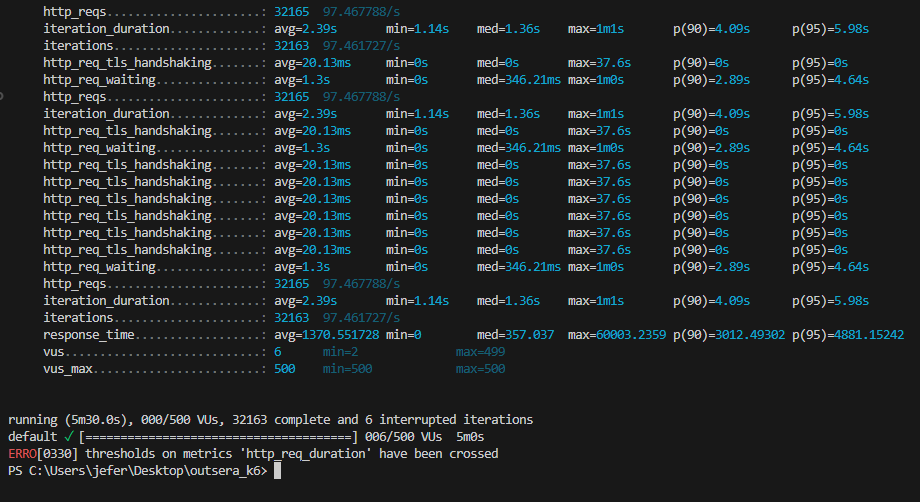 http_reqs......................: 32165 97.467788/s
iteration_duration.............: avg=2.39s min=1.14s med=1.36s max=1m1s p(90)=4.09s p(95)=5.98s
iterations.....................: 32163 97.461727/s
http_req_tls_handshaking.......: avg=20.13ms min=0s med=0s max=37.6s p(90)=0s p(95)=0s
http_req_waiting...............: avg=1.3s min=0s med=346.21ms max=1m0s p(90)=2.89s p(95)=4.64s
http_reqs......................: 32165 97.467788/s
iteration_duration.............: avg=2.39s min=1.14s med=1.36s max=1m1s p(90)=4.09s p(95)=5.98s
http_req_tls_handshaking.......: avg=20.13ms min=0s med=0s max=37.6s p(90)=0s p(95)=0s
http_req_waiting...............: avg=1.3s min=0s med=346.21ms max=1m0s p(90)=2.89s p(95)=4.64s
http_req_tls_handshaking.......: avg=20.13ms min=0s med=0s max=37.6s p(90)=0s p(95)=0s
http_req_tls_handshaking.......: avg=20.13ms min=0s med=0s max=37.6s p(90)=0s p(95)=0s
http_req_tls_handshaking.......: avg=20.13ms min=0s med=0s max=37.6s p(90)=0s p(95)=0s
http_req_tls_handshaking.......: avg=20.13ms min=0s med=0s max=37.6s p(90)=0s p(95)=0s
http_req_tls_handshaking.......: avg=20.13ms min=0s med=0s max=37.6s p(90)=0s p(95)=0s
http_req_tls_handshaking.......: avg=20.13ms min=0s med=0s max=37.6s p(90)=0s p(95)=0s
http_req_waiting...............: avg=1.3s min=0s med=346.21ms max=1m0s p(90)=2.89s p(95)=4.64s
http_reqs......................: 32165 97.467788/s
iteration_duration.............: avg=2.39s min=1.14s med=1.36s max=1m1s p(90)=4.09s p(95)=5.98s
iterations.....................: 32163 97.461727/s
response_time..................: avg=1370.551728 min=0 med=357.037 max=60003.2359 p(90)=3012.49302 p(95)=4881.15242
vus............................: 6 min=2 max=499
vus_max........................: 500 min=500 max=500
running (5m30.0s), 000/500 VUs, 32163 complete and 6 interrupted iterations
default ✓ [======================================] 006/500 VUs 5m0s
ERRO[0330] thresholds on metrics 'http_req_duration' have been crossed
PS C:\Users\jefer\Desktop\outsera_k6>